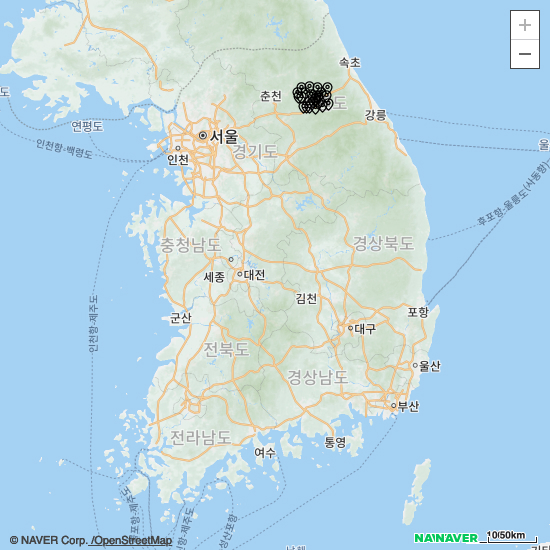 속초
춘천
도
강릉
연평도
서울
인천항-백령도
인천
경기도
울
후포항-울릉도(사동항)
충청남도
경상북도
세종
대전
김천
인천항-제주도
군산
포항
전북도
대구
경상남도
울산
부산
전라남도
여수
통영
© NAVER Corp. /OpenStreetMap
NAVER
10/50km